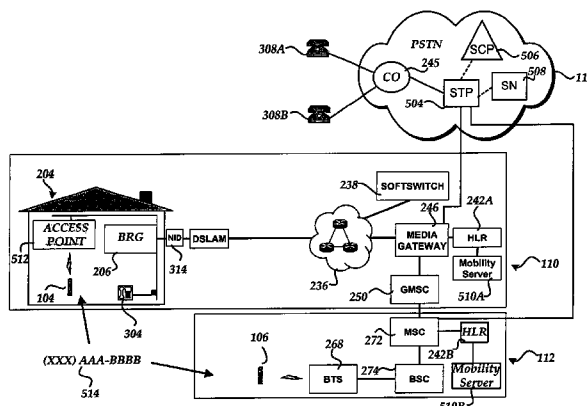 PSTN
SCP
506
308A
245
CO
SN
508
11
504
STP
308B
238
SOFTSWITCH
204
246
242A
ACCESS
POINT
BRG
NID
DSLAM
MEDIA
GATEWAY
HLR
512
206
314
236
Mobility
Server
110
250
GMSC
510A
104
304
272
MSC
HLR
242B
112
106
268
274
(XXX) AAA-BBBB
514
BTS
BSC
Mobility
Server
510B